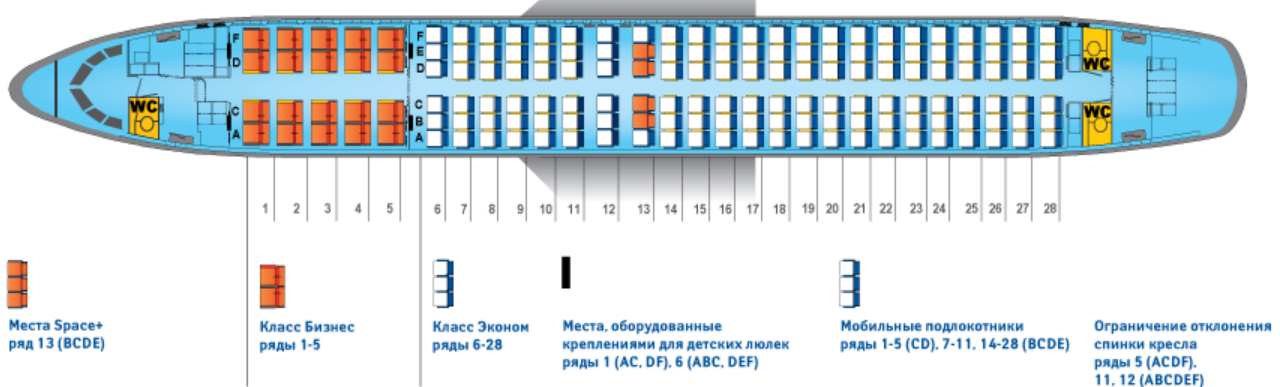 F
E
D
F
D
C
A
C
B
A
WC
WC
WC
1 2 3 4 5 6 7 8 9 10 11 12 13 14 15 16 17 18 19 20 21 22 23 24 25 26 27 28
Места Space+
ряд 13 (BCDE)
Класс Бизнес
ряды 1-5
Класс Эконом
ряды 6-28
Места, оборудованные
креплениями для детских люлек
ряды 1 (AC, DF), 6 (ABC, DEF)
Мобильные подлокотники
ряды 1-5 (CD), 7-11, 14-28 (BCDE)
Ограничение отклонения
спинки кресла
ряды 5 (ACDF),
11, 12 (ABCDEF)